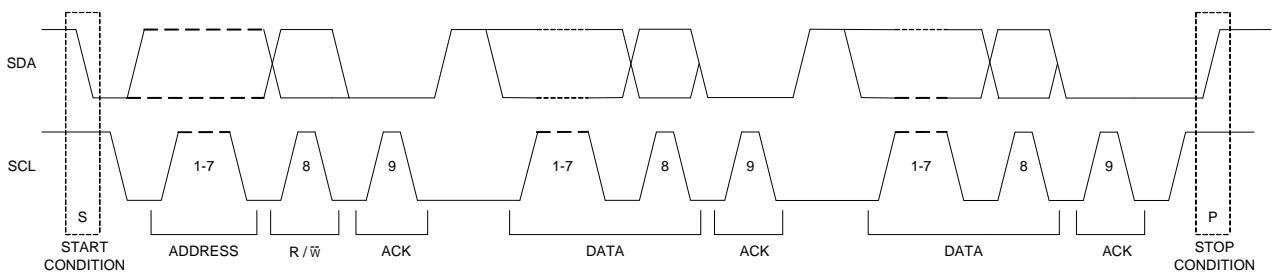 SDA
SCL
1-7
8
9
1-7
8
9
1-7
8
9
S
P
START
CONDITION
ADDRESS
R / W̅
ACK
DATA
ACK
DATA
ACK
STOP
CONDITION